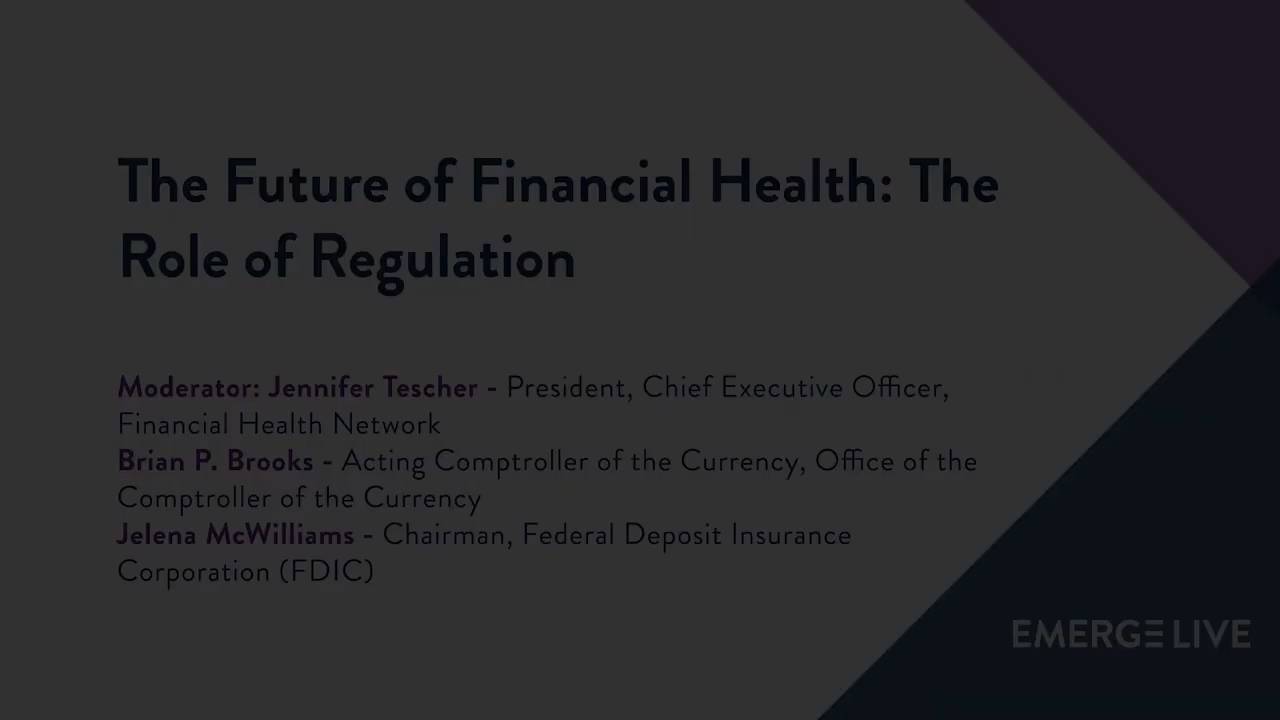 The Future of Financial Health: The
Role of Regulation
Moderator: Jennifer Tescher - President, Chief Executive Officer,
Financial Health Network
Brian P. Brooks - Acting Comptroller of the Currency, Office of the
Comptroller of the Currency
Jelena McWilliams - Chairman, Federal Deposit Insurance
Corporation (FDIC)
EMERGE LIVE